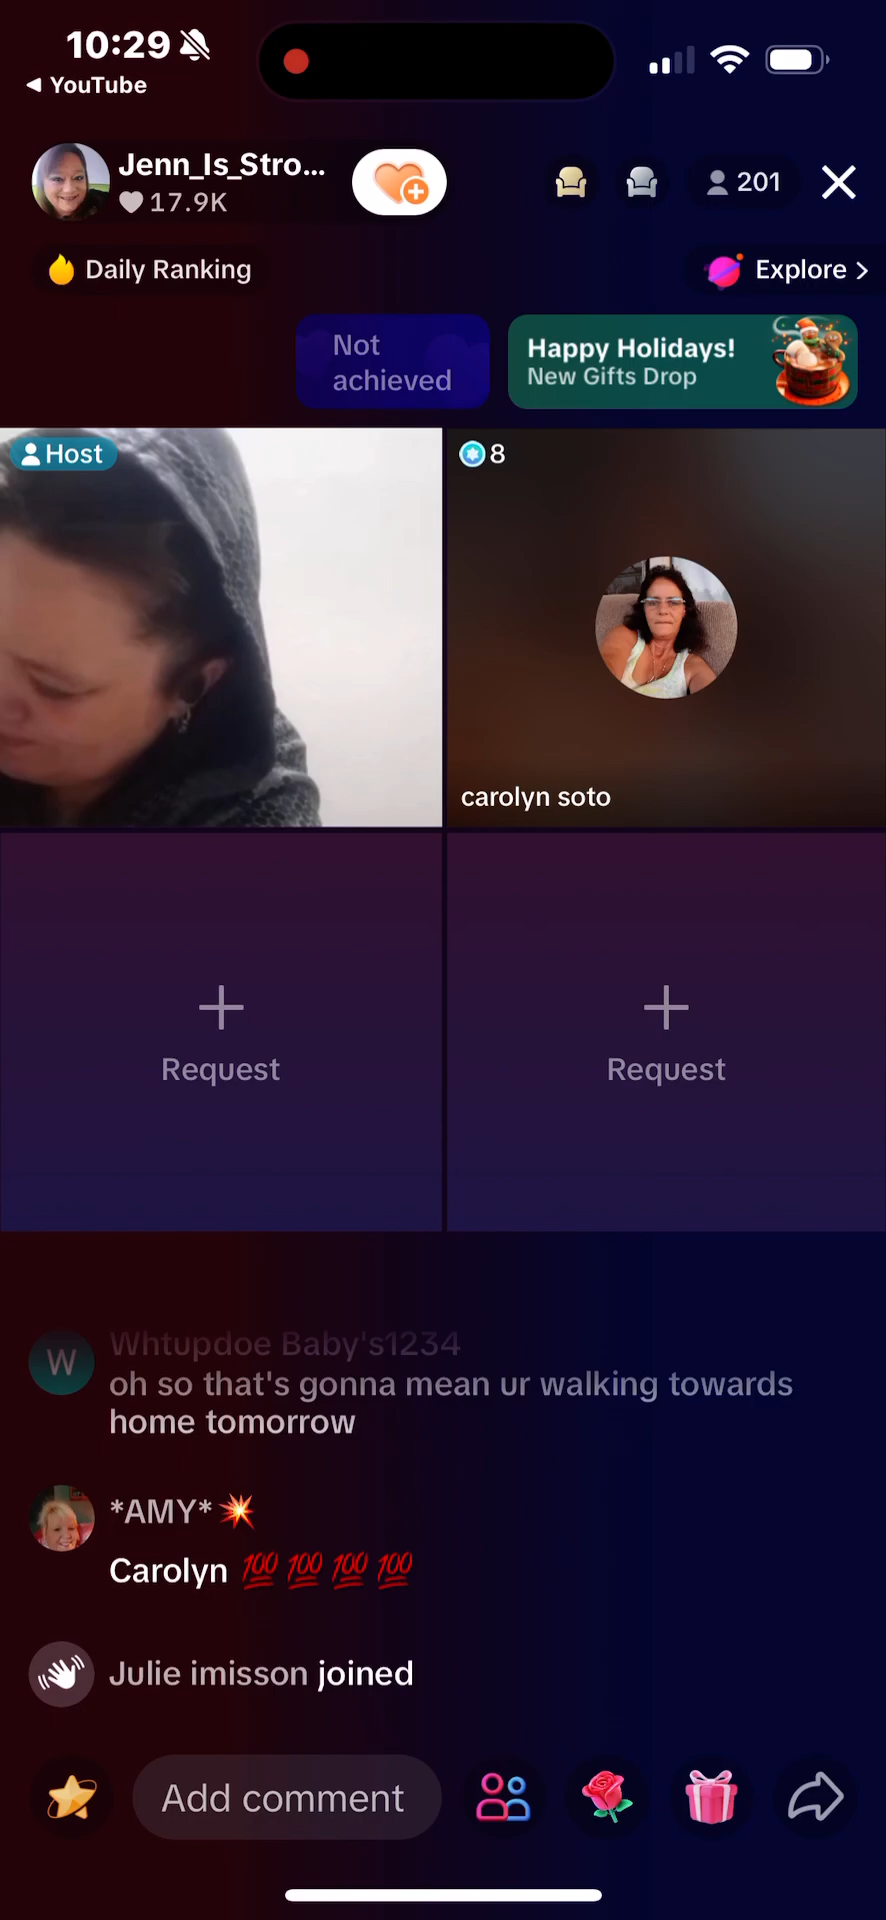 10:29
YouTube
Jenn_Is_Stro...
17.9K
201
Daily Ranking
Explore >
Not
achieved
Happy Holidays!
New Gifts Drop
Host
8
carolyn soto
Request
Request
Whtupdoe Baby's1234
W
oh so that's gonna mean ur walking towards
home tomorrow
*AMY*💥
Carolyn 💯 💯 💯 💯
Julie imisson joined
Add comment